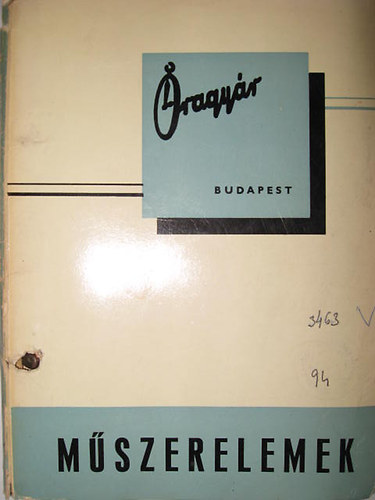 Óragyár
BUDAPEST
3463 V
94
MŰSZERELEMEK